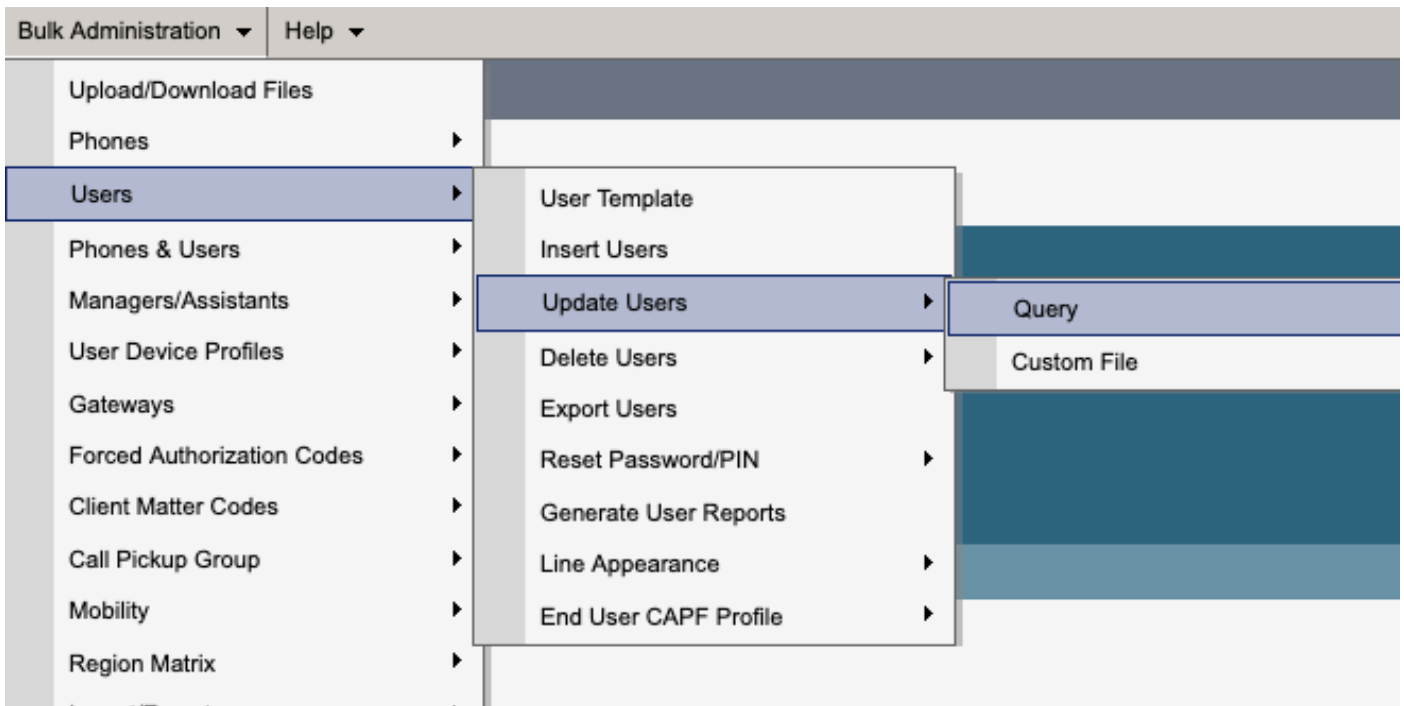 Bulk Administration Help
Upload/Download Files
Phones
Users
Phones & Users
Managers/Assistants
User Device Profiles
Gateways
Forced Authorization Codes
Client Matter Codes
Call Pickup Group
Mobility
Region Matrix
User Template
Insert Users
Update Users
Delete Users
Export Users
Reset Password/PIN
Generate User Reports
Line Appearance
End User CAPF Profile
Query
Custom File